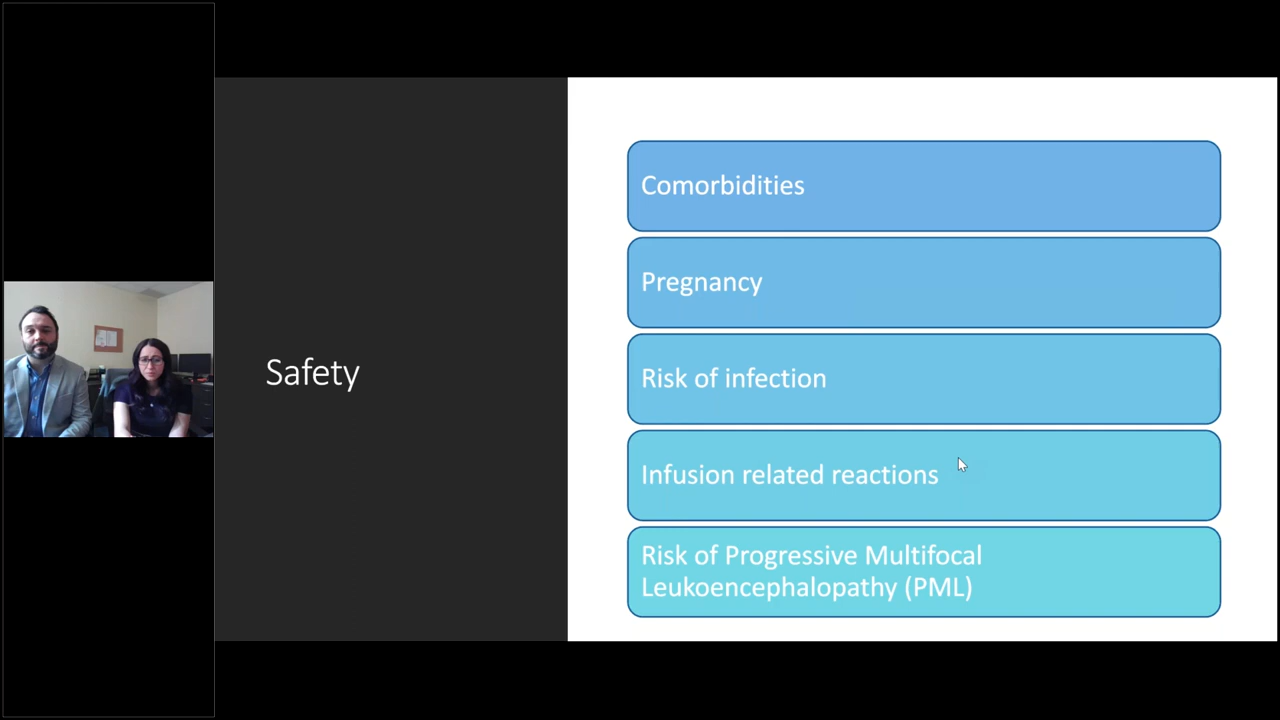 Safety
Comorbidities
Pregnancy
Risk of infection
Infusion related reactions
Risk of Progressive Multifocal
Leukoencephalopathy (PML)